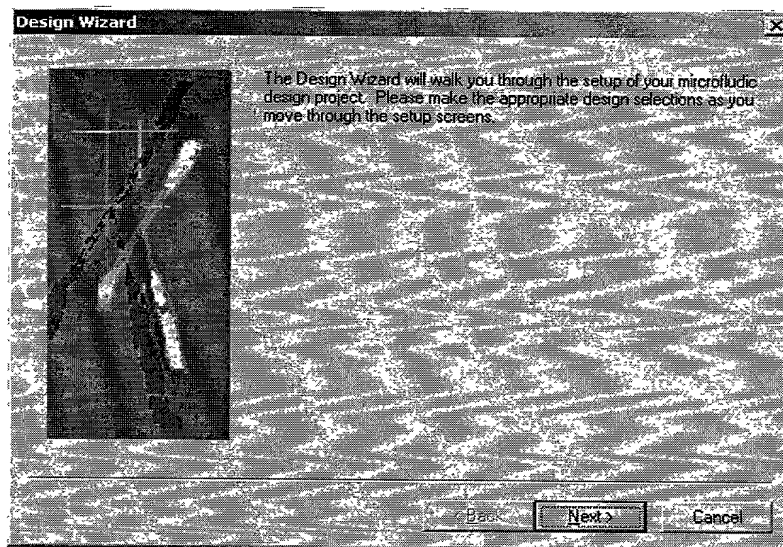 Design Wizard
The Design Wizard will walk you through the setup of your mircrofludic
design project. Please make the appropriate design selections as you
move through the setup screens.
< Back
Next >
Cancel